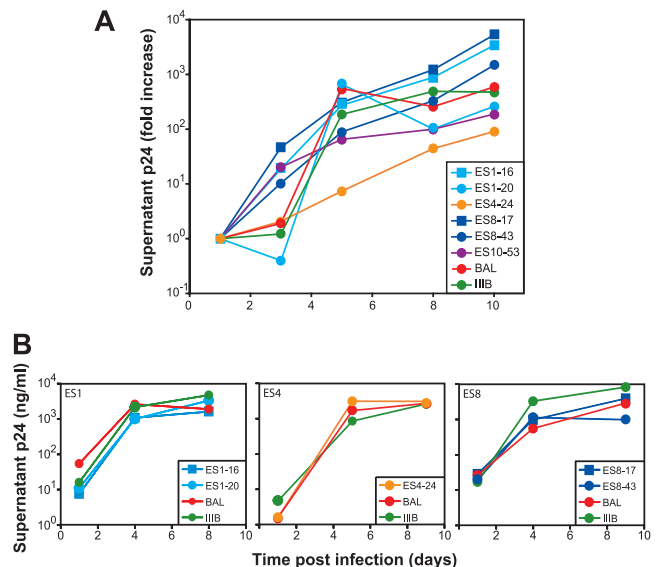 A
Supernatant p24 (fold increase)
10^4
10^3
10^2
10^1
10^0
10^-1
0 2 4 6 8 10
ES1-16
ES1-20
ES4-24
ES8-17
ES8-43
ES10-53
BAL
IIIB
B
Supernatant p24 (ng/ml)
10^4
10^3
10^2
10^1
10^0
ES1
ES1-16
ES1-20
BAL
IIIB
0 2 4 6 8 10
ES4
ES4-24
BAL
IIIB
0 2 4 6 8 10
ES8
ES8-17
ES8-43
BAL
IIIB
0 2 4 6 8 10
Time post infection (days)